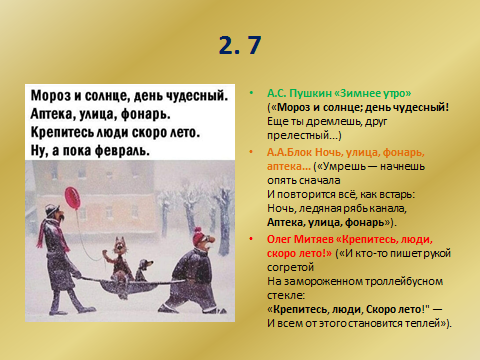 2. 7
Мороз и солнце, день чудесный.
Аптека, улица, фонарь.
Крепитесь люди скоро лето.
Ну, а пока февраль.
• А.С. Пушкин «Зимнее утро»
(«Мороз и солнце; день чудесный!
Еще ты дремлешь, друг
прелестный...)
• А.А.Блок Ночь, улица, фонарь,
аптека... («Умрешь — начнешь
опять сначала
И повторится всё, как встарь:
Ночь, ледяная рябь канала,
Аптека, улица, фонарь»).
• Олег Митяев «Крепитесь, люди,
скоро лето!» («И кто-то пишет рукой
согретой
На замороженном троллейбусном
стекле:
«Крепитесь, люди, Скоро лето!" —
И всем от этого становится теплей»).